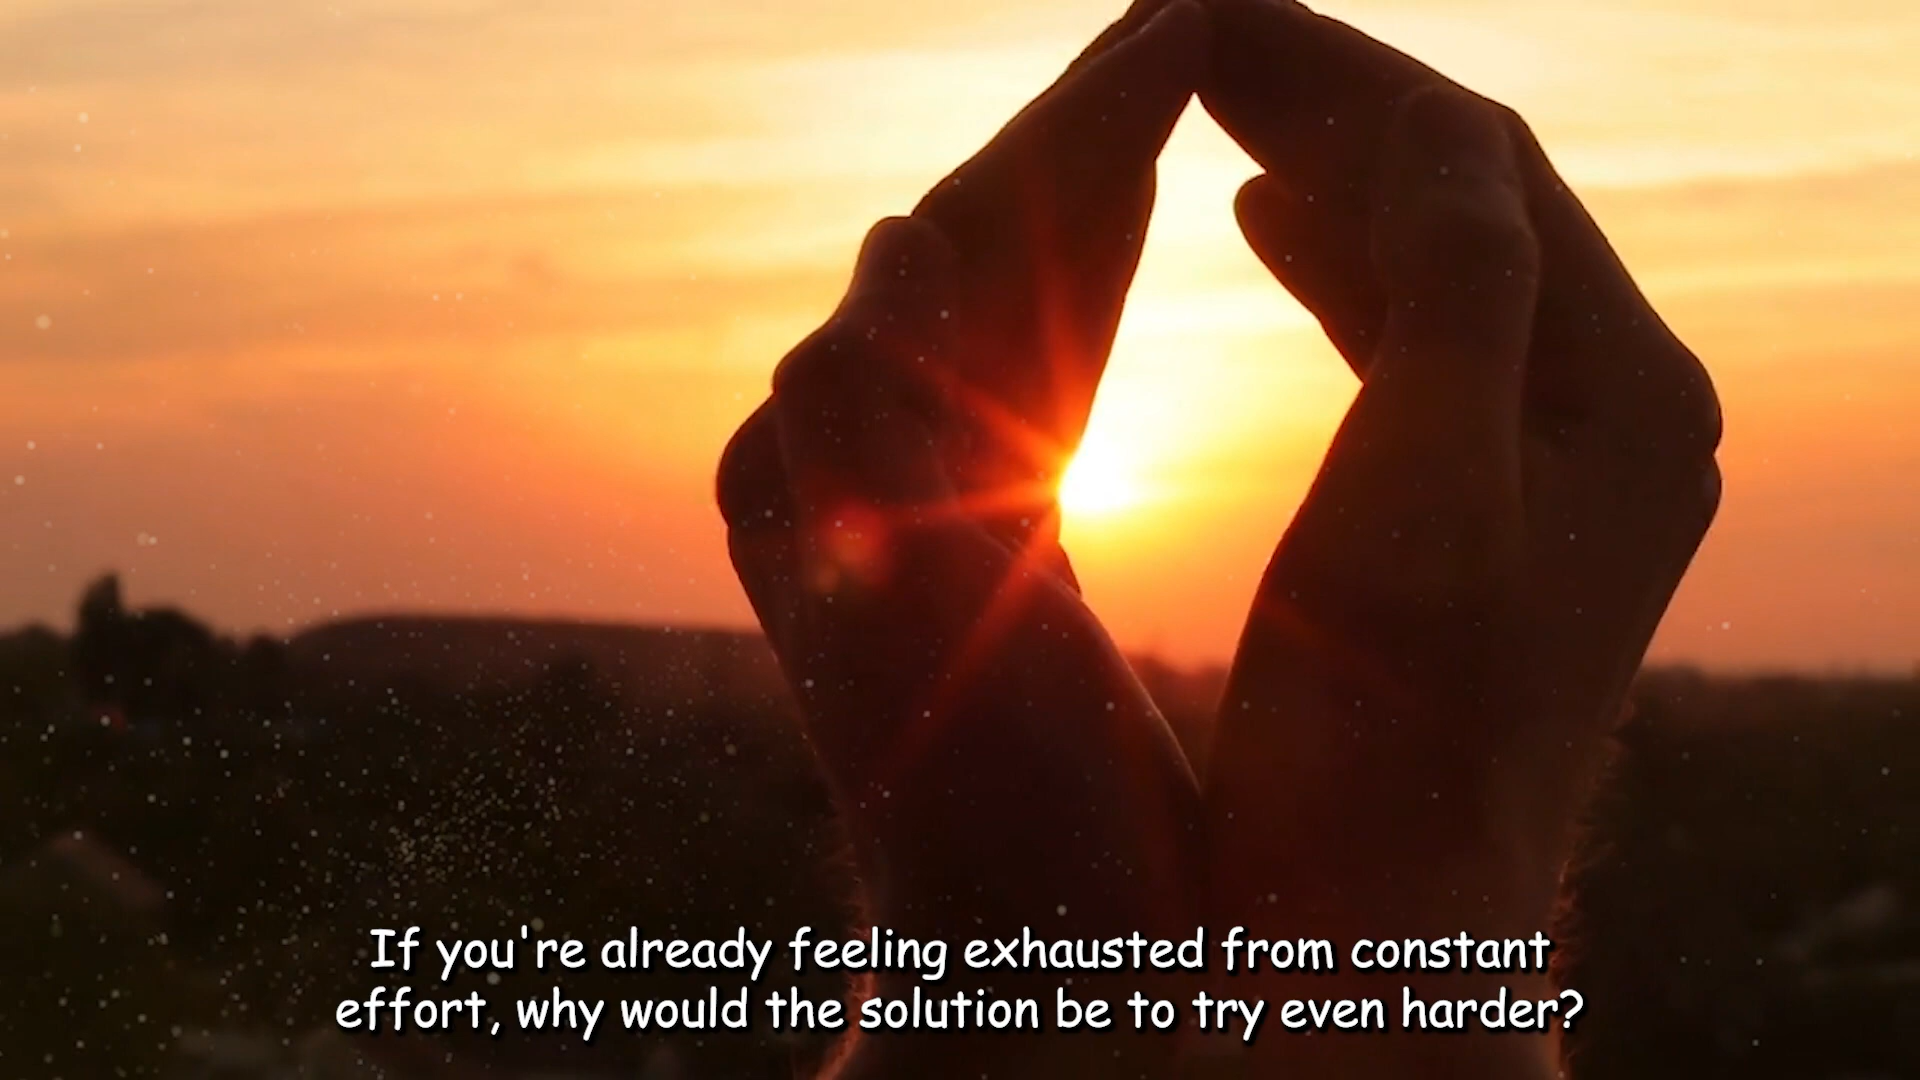 If you're already feeling exhausted from constant
effort, why would the solution be to try even harder?